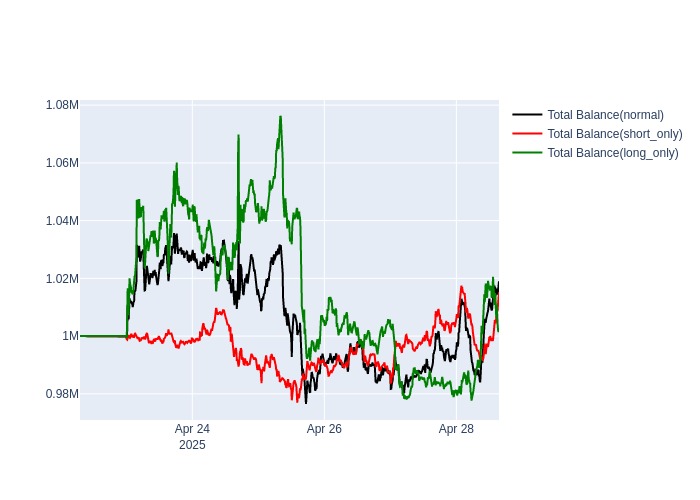 1.08M
1.06M
1.04M
1.02M
1M
0.98M
Apr 24
2025
Apr 26
Apr 28
Total Balance(normal)
Total Balance(short_only)
Total Balance(long_only)